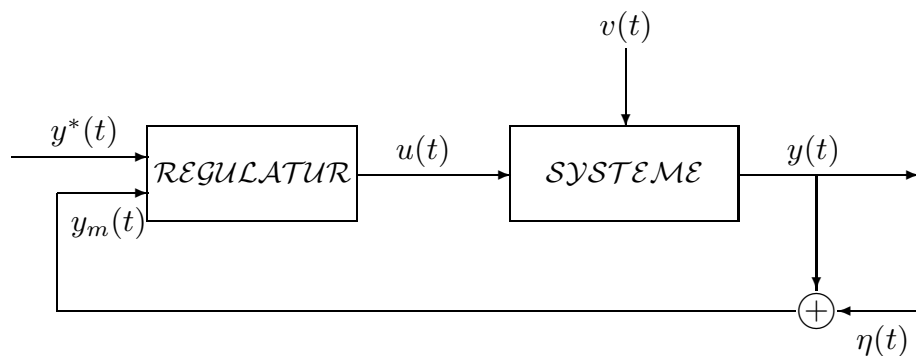 v(t)
y*(t)
REGULATUR
u(t)
SYSTEME
y(t)
y_m(t)
+
η(t)